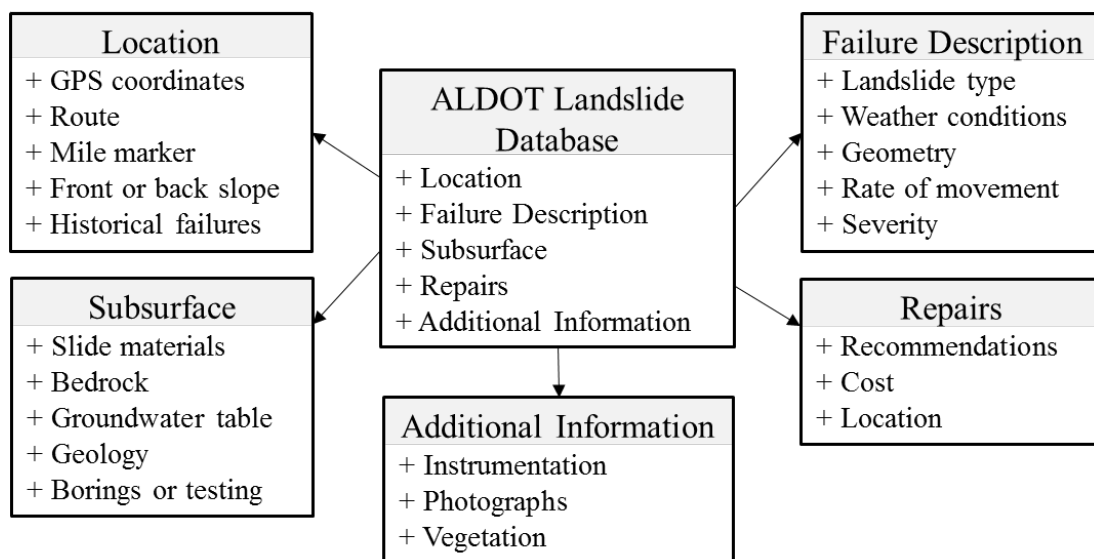 Location
+ GPS coordinates
+ Route
+ Mile marker
+ Front or back slope
+ Historical failures
ALDOT Landslide
Database
+ Location
+ Failure Description
+ Subsurface
+ Repairs
+ Additional Information
Failure Description
+ Landslide type
+ Weather conditions
+ Geometry
+ Rate of movement
+ Severity
Subsurface
+ Slide materials
+ Bedrock
+ Groundwater table
+ Geology
+ Borings or testing
Additional Information
+ Instrumentation
+ Photographs
+ Vegetation
Repairs
+ Recommendations
+ Cost
+ Location